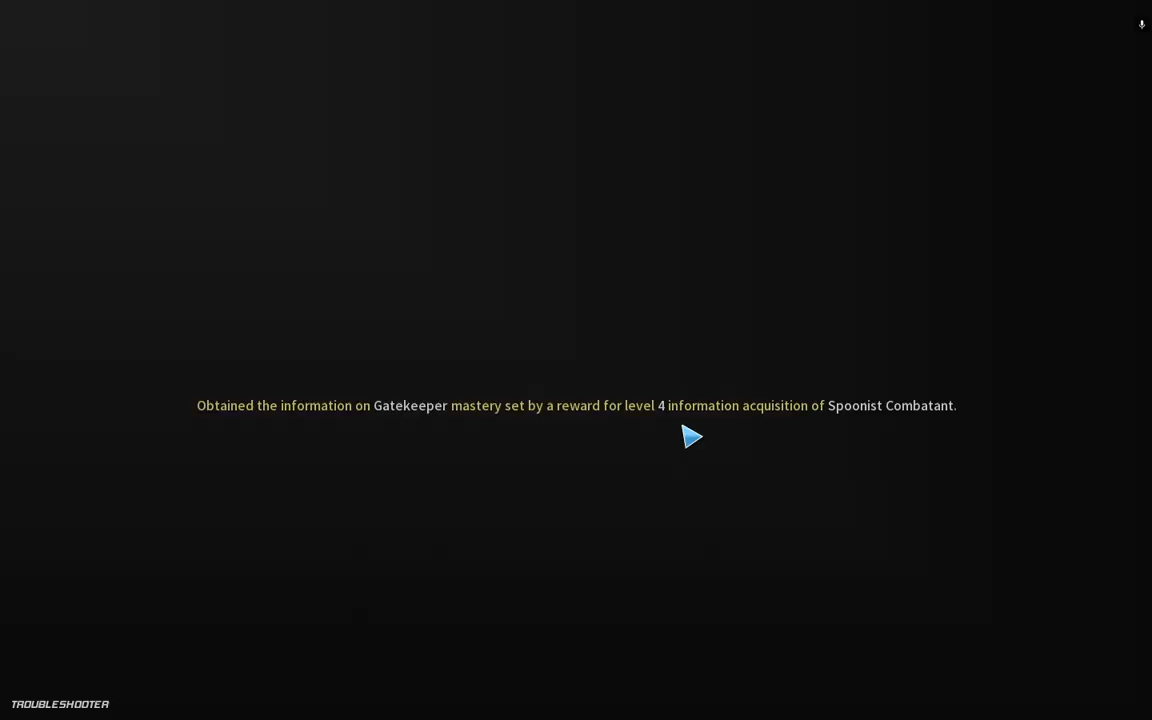 Obtained the information on Gatekeeper mastery set by a reward for level 4 information acquisition of Spoonist Combatant.
TROUBLESHOOTER